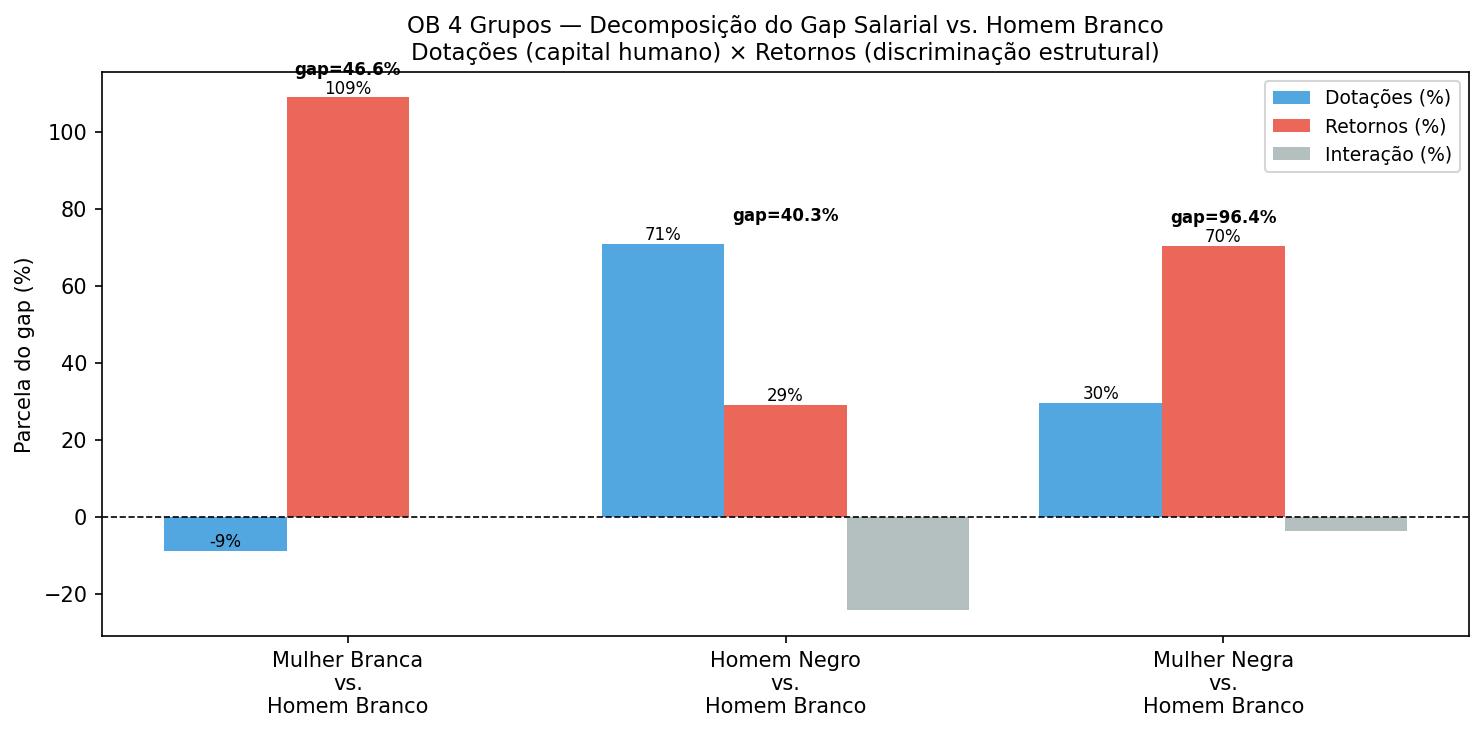 OB 4 Grupos — Decomposição do Gap Salarial vs. Homem Branco
Dotações (capital humano) × Retornos (discriminação estrutural)
gap=46.6%
109%
Dotações (%)
Retornos (%)
Interação (%)
Parcela do gap (%)
100
80
60
40
20
0
−20
-9%
71%
gap=40.3%
29%
gap=96.4%
70%
30%
Mulher Branca
vs.
Homem Branco
Homem Negro
vs.
Homem Branco
Mulher Negra
vs.
Homem Branco